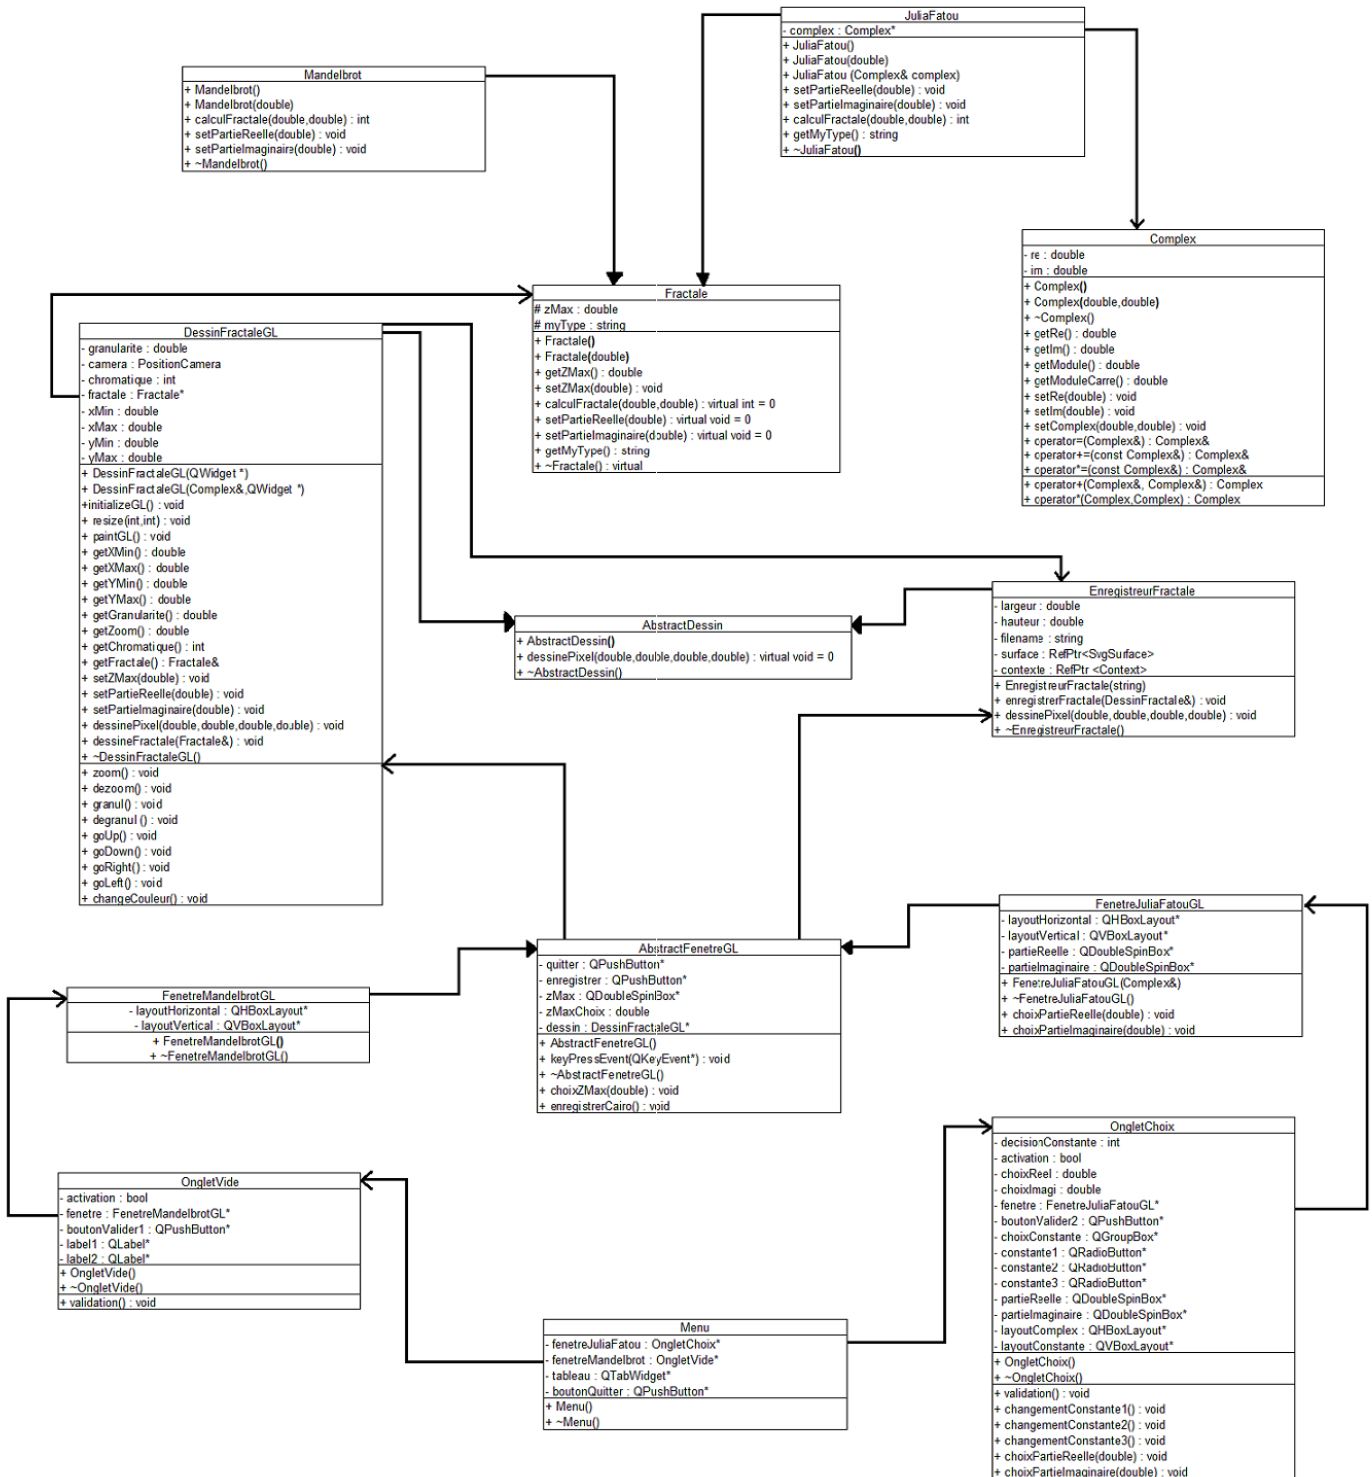 JuliaFatou
- complex : Complex*
+ JuliaFatou()
+ JuliaFatou(double)
+ JuliaFatou (Complex& complex)
+ setPartieReelle(double) : void
+ setPartieImaginaire(double) : void
+ calculFractale(double,double) : int
+ getMyType() : string
+ ~JuliaFatou()
Mandelbrot
+ Mandelbrot()
+ Mandelbrot(double)
+ calculFractale(double,double) : int
+ setPartieReelle(double) : void
+ setPartieImaginaire(double) : void
+ ~Mandelbrot()
Complex
- re : double
- im : double
+ Complex()
+ Complex(double,double)
+ ~Complex()
+ getRe() : double
+ getIm() : double
+ getModule() : double
+ getModuleCarre() : double
+ setRe(double) : void
+ setIm(double) : void
+ setComplex(double,double) : void
+ operator=(Complex&) : Complex&
+ operator+=(const Complex&) : Complex&
+ operator*=(const Complex&) : Complex&
+ operator+(Complex&, Complex&) : Complex
+ operator*(Complex,Complex) : Complex
Fractale
# zMax : double
# myType : string
+ Fractale()
+ Fractale(double)
+ getZMax() : double
+ setZMax(double) : void
+ calculFractale(double,double) : virtual int = 0
+ setPartieReelle(double) : virtual void = 0
+ setPartieImaginaire(double) : virtual void = 0
+ getMyType() : string
+ ~Fractale() : virtual
DessinFractaleGL
- granularite : double
- camera : PositionCamera
- chromatique : int
- fractale : Fractale*
- xMin : double
- xMax : double
- yMin : double
- yMax : double
+ DessinFractaleGL(QWidget *)
+ DessinFractaleGL(Complex&,QWidget *)
+initializeGL() : void
+ resize(int,int) : void
+ paintGL() : void
+ getXMin() : double
+ getXMax() : double
+ getYMin() : double
+ getYMax() : double
+ getGranularite() : double
+ getZoom() : double
+ getChromatique() : int
+ getFractale() : Fractale&
+ setZMax(double) : void
+ setPartieReelle(double) : void
+ setPartieImaginaire(double) : void
+ dessinePixel(double,double,double,double) : void
+ dessineFractale(Fractale&) : void
+ ~DessinFractaleGL()
+ zoom() : void
+ dezoom() : void
+ granul() : void
+ degranul () : void
+ goUp() : void
+ goDown() : void
+ goRight() : void
+ goLeft() : void
+ changeCouleur() : void
AbstractDessin
+ AbstractDessin()
+ dessinePixel(double,double,double,double) : virtual void = 0
+ ~AbstractDessin()
EnregistreurFractale
- largeur : double
- hauteur : double
- filename : string
- surface : RefPtr<SvgSurface>
- contexte : RefPtr <Context>
+ EnregistreurFractale(string)
+ enregistrerFractale(DessinFractale&) : void
+ dessinePixel(double,double,double,double) : void
+ ~EnregistreurFractale()
FenetreJuliaFatouGL
- layoutHorizontal : QHBoxLayout*
- layoutVertical : QVBoxLayout*
- partieReelle : QDoubleSpinBox*
- partieImaginaire : QDoubleSpinBox*
+ FenetreJuliaFatouGL(Complex&)
+ ~FenetreJuliaFatouGL()
+ choixPartieReelle(double) : void
+ choixPartieImaginaire(double) : void
AbstractFenetreGL
- quitter : QPushButton*
- enregistrer : QPushButton*
- zMax : QDoubleSpinBox*
- zMaxChoix : double
- dessin : DessinFractaleGL*
+ AbstractFenetreGL()
+ keyPressEvent(QKeyEvent*) : void
+ ~AbstractFenetreGL()
+ choixZMax(double) : void
+ enregistrerCairo() : void
FenetreMandelbrotGL
- layoutHorizontal : QHBoxLayout*
- layoutVertical : QVBoxLayout*
+ FenetreMandelbrotGL()
+ ~FenetreMandelbrotGL()
OngletChoix
- decisionConstante : int
- activation : bool
- choixReel : double
- choixImagi : double
- fenetre : FenetreJuliaFatouGL*
- boutonValider2 : QPushButton*
- choixConstante : QGroupBox*
- constante1 : QRadioButton*
- constante2 : QRadioButton*
- constante3 : QRadioButton*
- partieReelle : QDoubleSpinBox*
- partieImaginaire : QDoubleSpinBox*
- layoutComplex : QHBoxLayout*
- layoutConstante : QVBoxLayout*
+ OngletChoix()
+ ~OngletChoix()
+ validation() : void
+ changementConstante1() : void
+ changementConstante2() : void
+ changementConstante3() : void
+ choixPartieReelle(double) : void
+ choixPartieImaginaire(double) : void
OngletVide
- activation : bool
- fenetre : FenetreMandelbrotGL*
- boutonValider1 : QPushButton*
- label1 : QLabel*
- label2 : QLabel*
+ OngletVide()
+ ~OngletVide()
+ validation() : void
Menu
- fenetreJuliaFatou : OngletChoix*
- fenetreMandelbrot : OngletVide*
- tableau : QTabWidget*
- boutonQuitter : QPushButton*
+ Menu()
+ ~Menu()